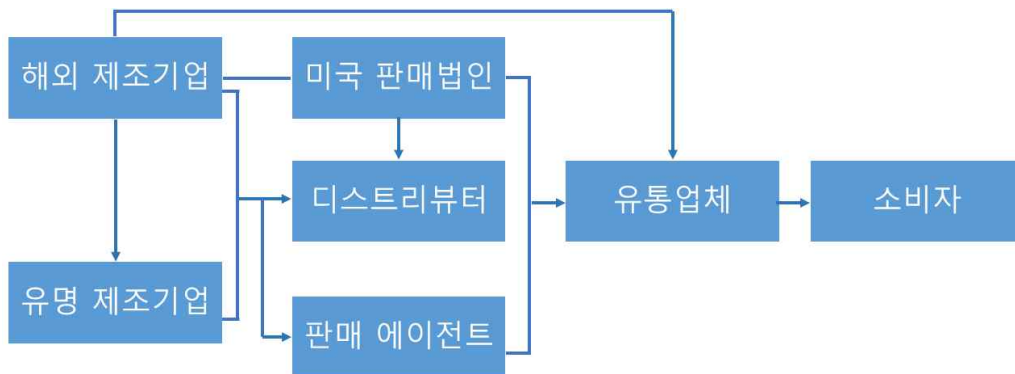 해외 제조기업
미국 판매법인
디스트리뷰터
유통업체
소비자
유명 제조기업
판매 에이전트